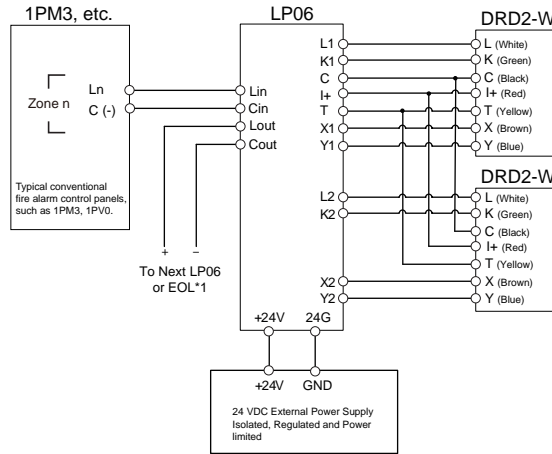 1PM3, etc.
LP06
DRD2-W
Zone n
Ln
C (-)
Typical conventional
fire alarm control panels,
such as 1PM3, 1PV0.
Lin
Cin
Lout
Cout
+ −
To Next LP06
or EOL*1
L1
K1
C
I+
T
X1
Y1
L2
K2
X2
Y2
+24V 24G
L (White)
K (Green)
C (Black)
I+ (Red)
T (Yellow)
X (Brown)
Y (Blue)
DRD2-W
L (White)
K (Green)
C (Black)
I+ (Red)
T (Yellow)
X (Brown)
Y (Blue)
+24V GND
24 VDC External Power Supply
Isolated, Regulated and Power
limited